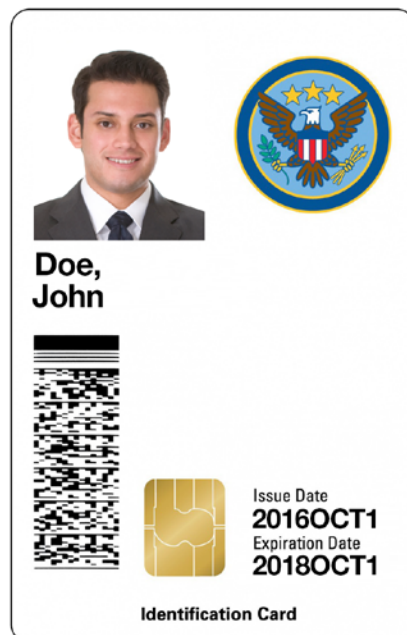 Doe,
John
Issue Date
2016OCT1
Expiration Date
2018OCT1
Identification Card